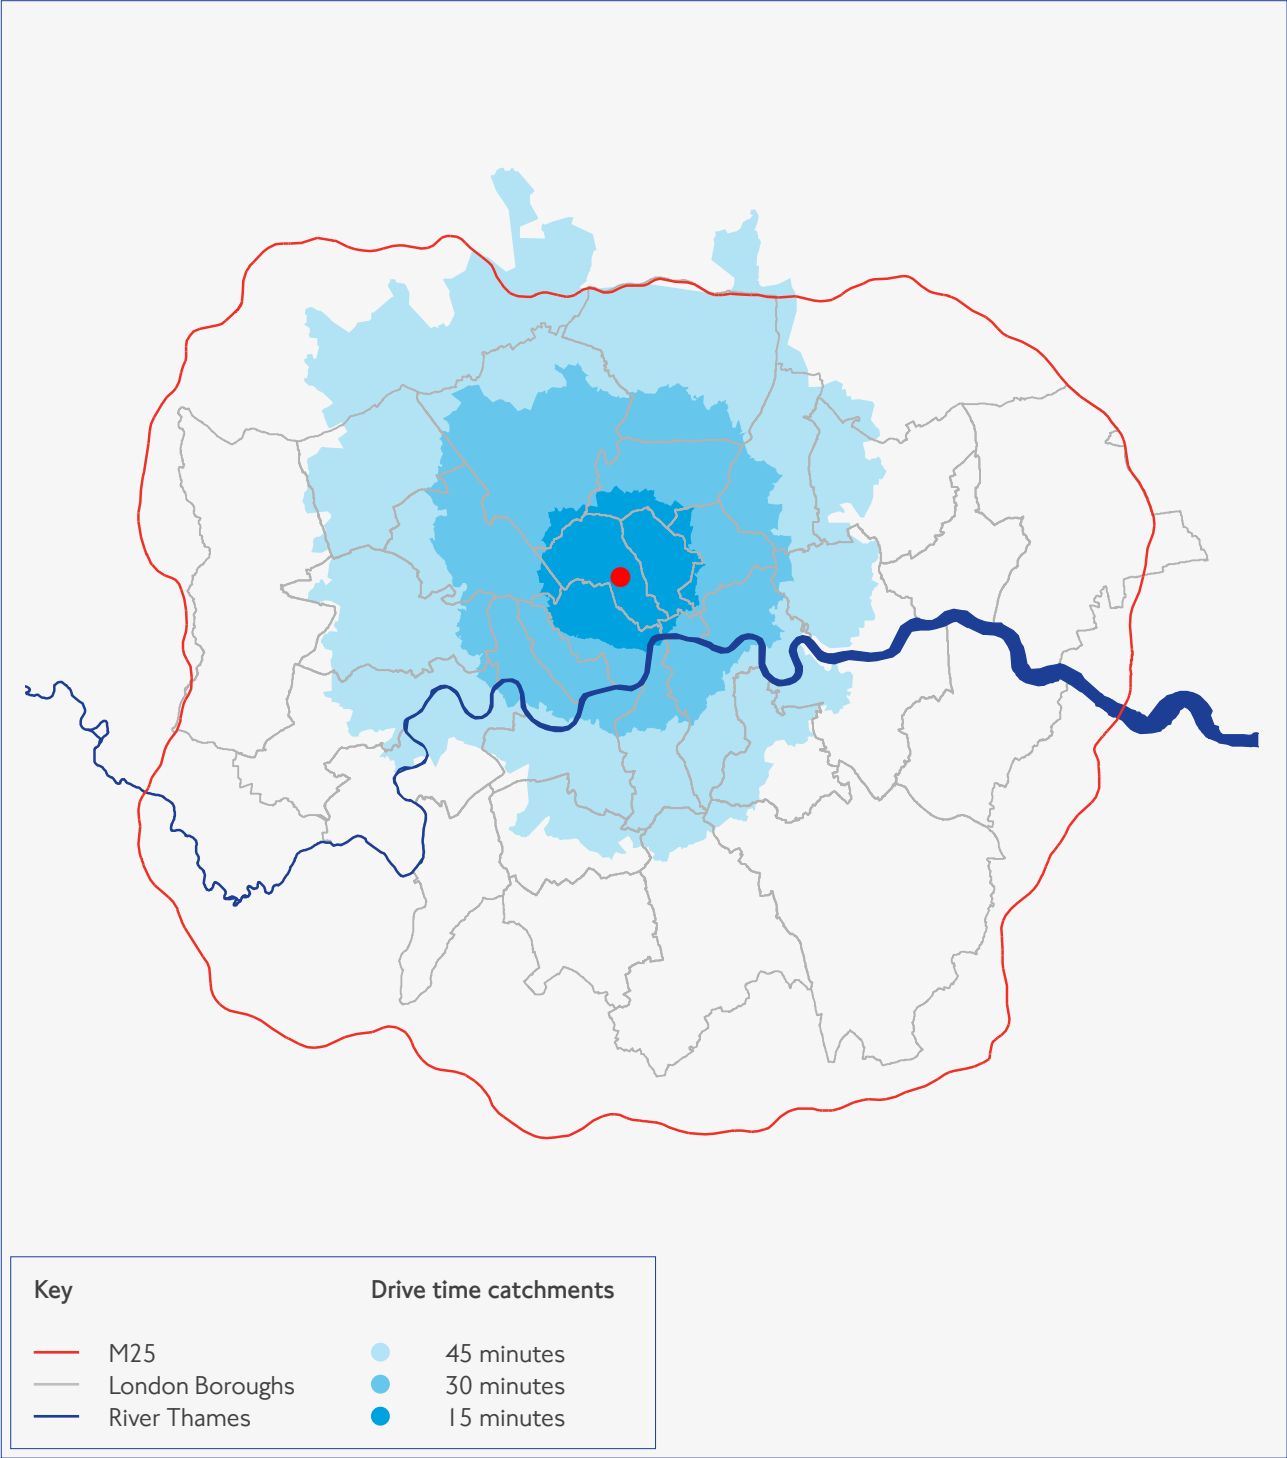 Key
Drive time catchments
M25
45 minutes
London Boroughs
30 minutes
River Thames
15 minutes